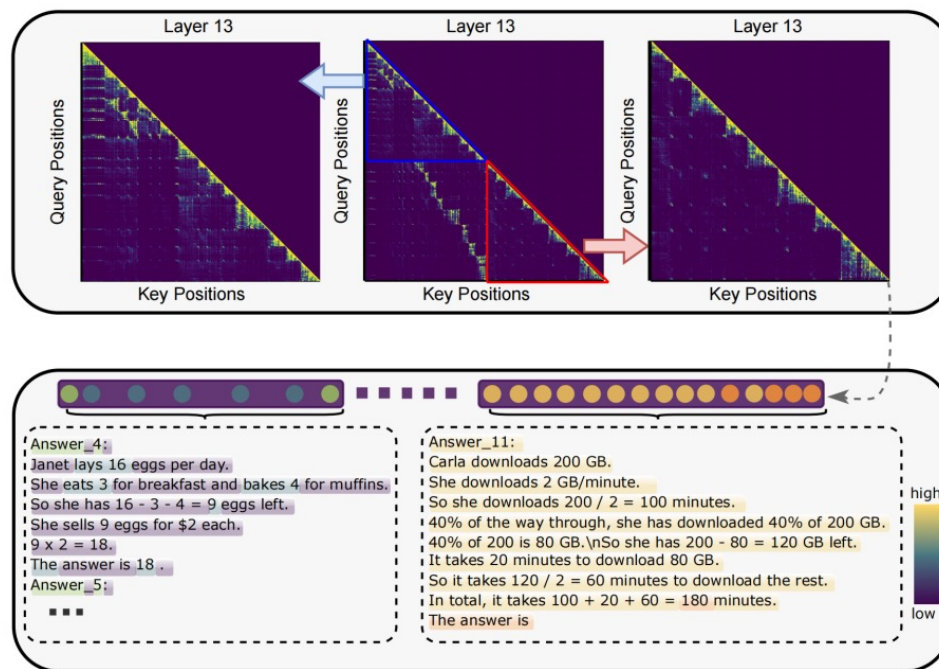 Layer 13
Layer 13
Layer 13
Query Positions
Query Positions
Query Positions
Key Positions
Key Positions
Key Positions
Answer_4:
Janet lays 16 eggs per day.
She eats 3 for breakfast and bakes 4 for muffins.
So she has 16 - 3 - 4 = 9 eggs left.
She sells 9 eggs for $2 each.
9 x 2 = 18.
The answer is 18 .
Answer_5:
Answer_11:
Carla downloads 200 GB.
She downloads 2 GB/minute.
So she downloads 200 / 2 = 100 minutes.
40% of the way through, she has downloaded 40% of 200 GB.
40% of 200 is 80 GB.\nSo she has 200 - 80 = 120 GB left.
It takes 20 minutes to download 80 GB.
So it takes 120 / 2 = 60 minutes to download the rest.
In total, it takes 100 + 20 + 60 = 180 minutes.
The answer is
high
low